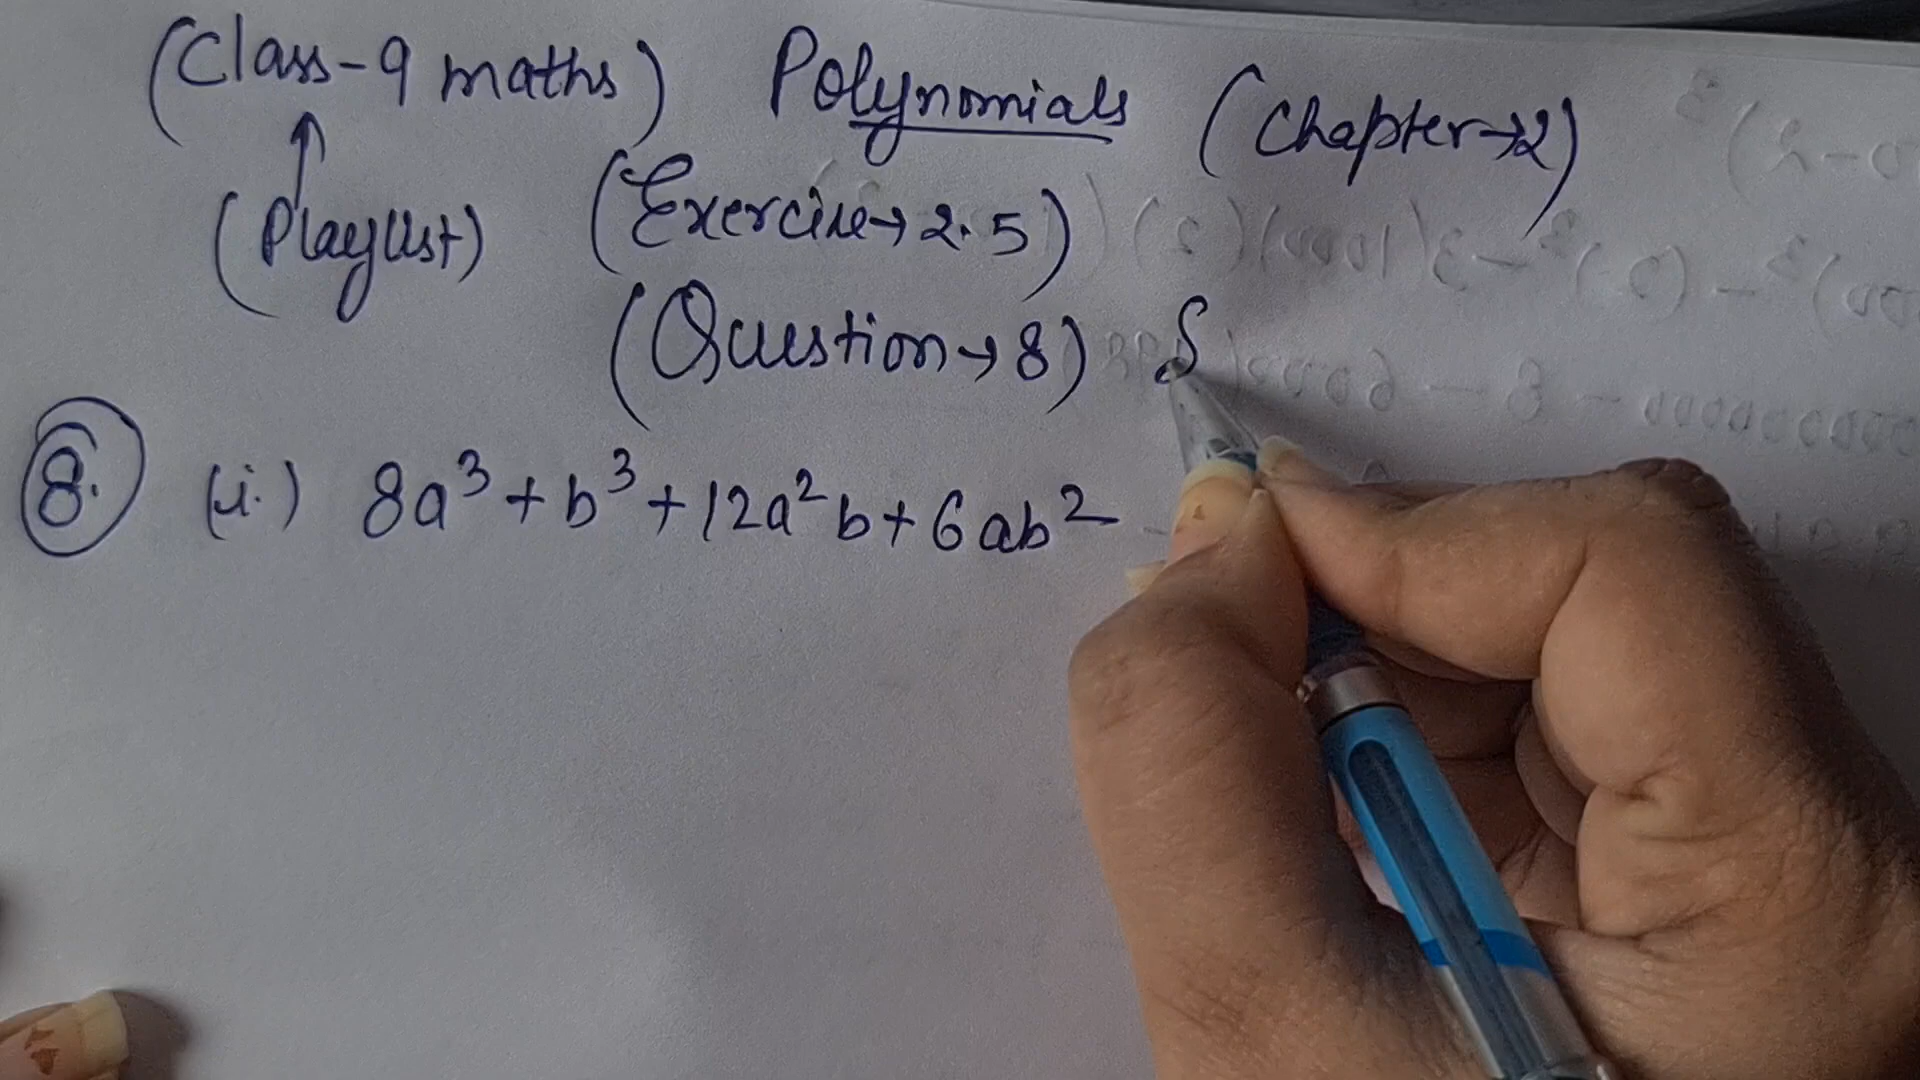 (Class-9 maths) Polynomials (Chapter→2)
(Playlist) (Exercise→2.5)
(Question→8) S
8. (i.) 8a³+b³+12a²b+6ab²